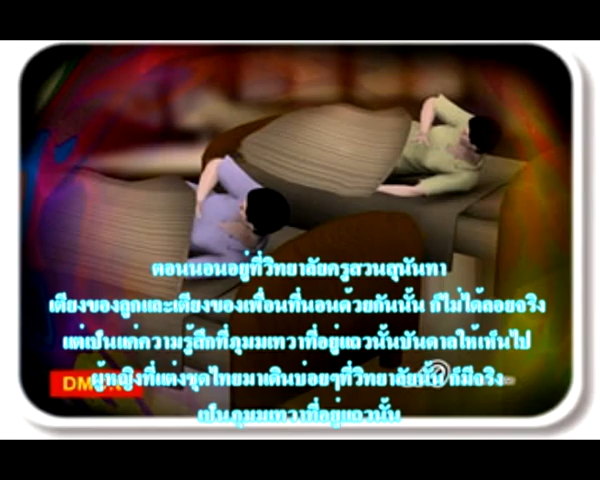 ตอนนอนอยู่ที่วิทยาลัยครูสวนสุนันทา
เตียงของลูกและเตียงของเพื่อนที่นอนด้วยกันนั้น ก็ไม่ได้ลอยจริง
แต่เป็นแค่ความรู้สึกที่ภุมมเทวาที่อยู่แถวนั้นบันดาลให้เห็นไป
ผู้หญิงที่แต่งชุดไทยมาเดินบ่อยๆที่วิทยาลัยนั้น ก็มีจริง
เป็นภุมมเทวาที่อยู่แถวนั้น